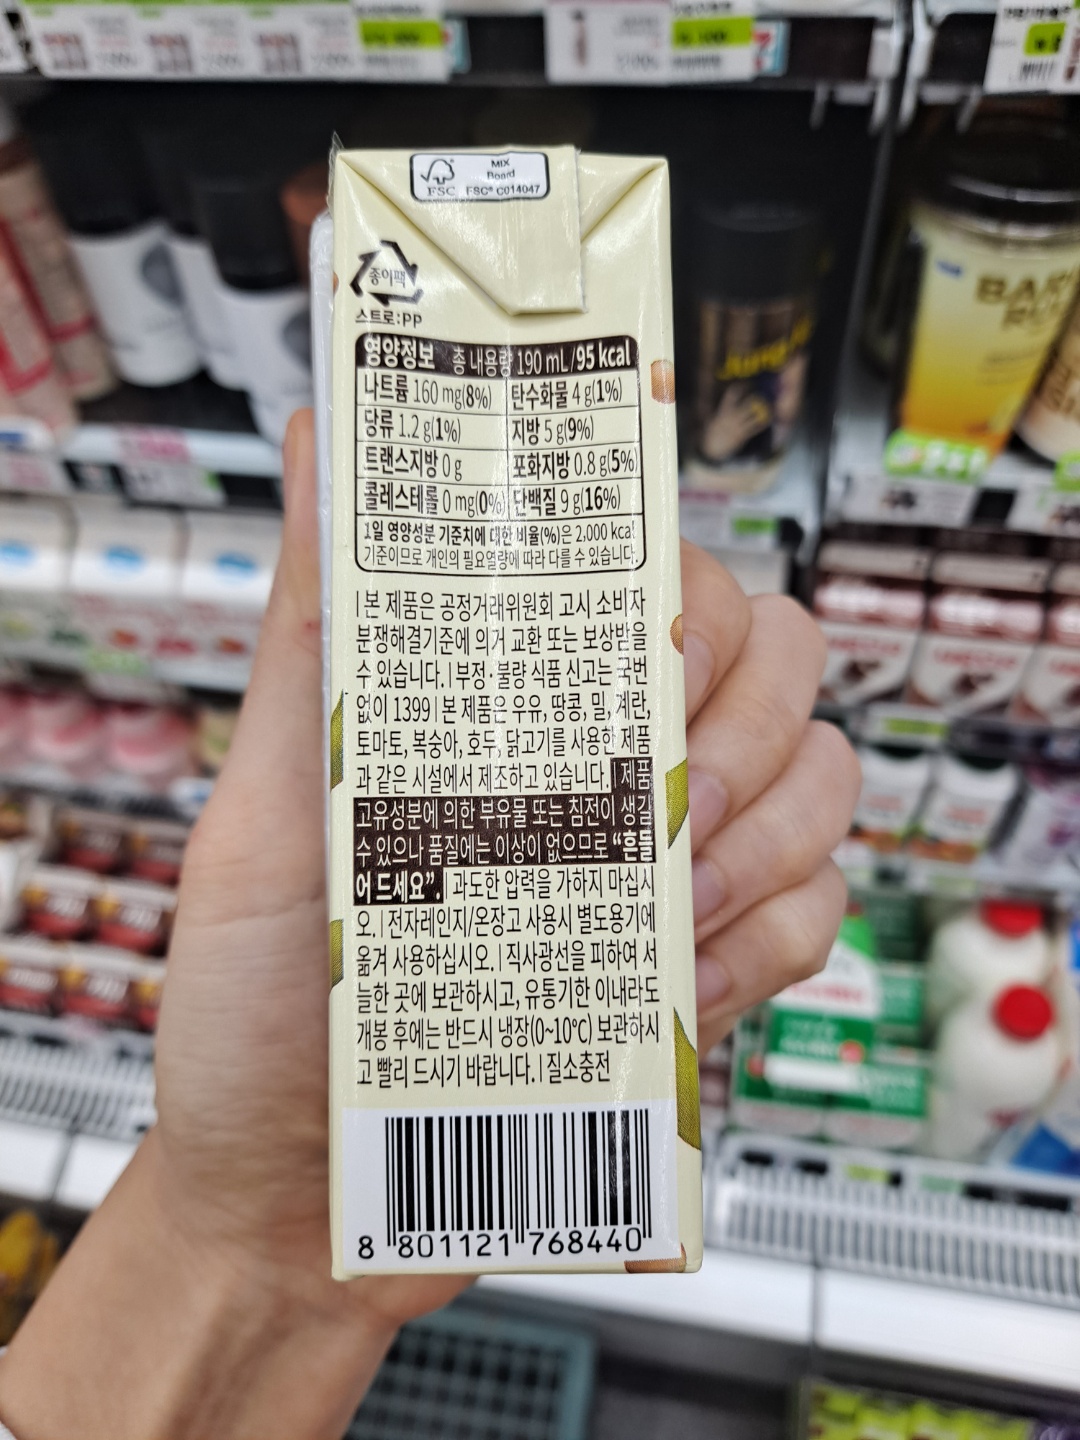 MIX
Board
FSC
FSC® C014047
종이팩
스트로:PP
영양정보 총 내용량 190 mL/95 kcal
나트륨 160 mg(8%) 탄수화물 4 g(1%)
당류 1.2 g(1%) 지방 5 g(9%)
트랜스지방 0 g 포화지방 0.8 g(5%)
콜레스테롤 0 mg(0%) 단백질 9 g(16%)
1일 영양성분 기준치에 대한 비율(%)은 2,000 kcal
기준이므로 개인의 필요열량에 따라 다를 수 있습니다.
|본 제품은 공정거래위원회 고시 소비자
분쟁해결기준에 의거 교환 또는 보상받을
수 있습니다.|부정·불량 식품 신고는 국번
없이 1399|본 제품은 우유, 땅콩, 밀, 계란,
토마토, 복숭아, 호두, 닭고기를 사용한 제품
과 같은 시설에서 제조하고 있습니다.|제품
고유성분에 의한 부유물 또는 침전이 생길
수 있으나 품질에는 이상이 없으므로 “흔들
어 드세요”.|과도한 압력을 가하지 마십시
오.|전자레인지/온장고 사용시 별도용기에
옮겨 사용하십시오.|직사광선을 피하여 서
늘한 곳에 보관하시고, 유통기한 이내라도
개봉 후에는 반드시 냉장(0~10℃) 보관하시
고 빨리 드시기 바랍니다.|질소충전
8 801121 768440